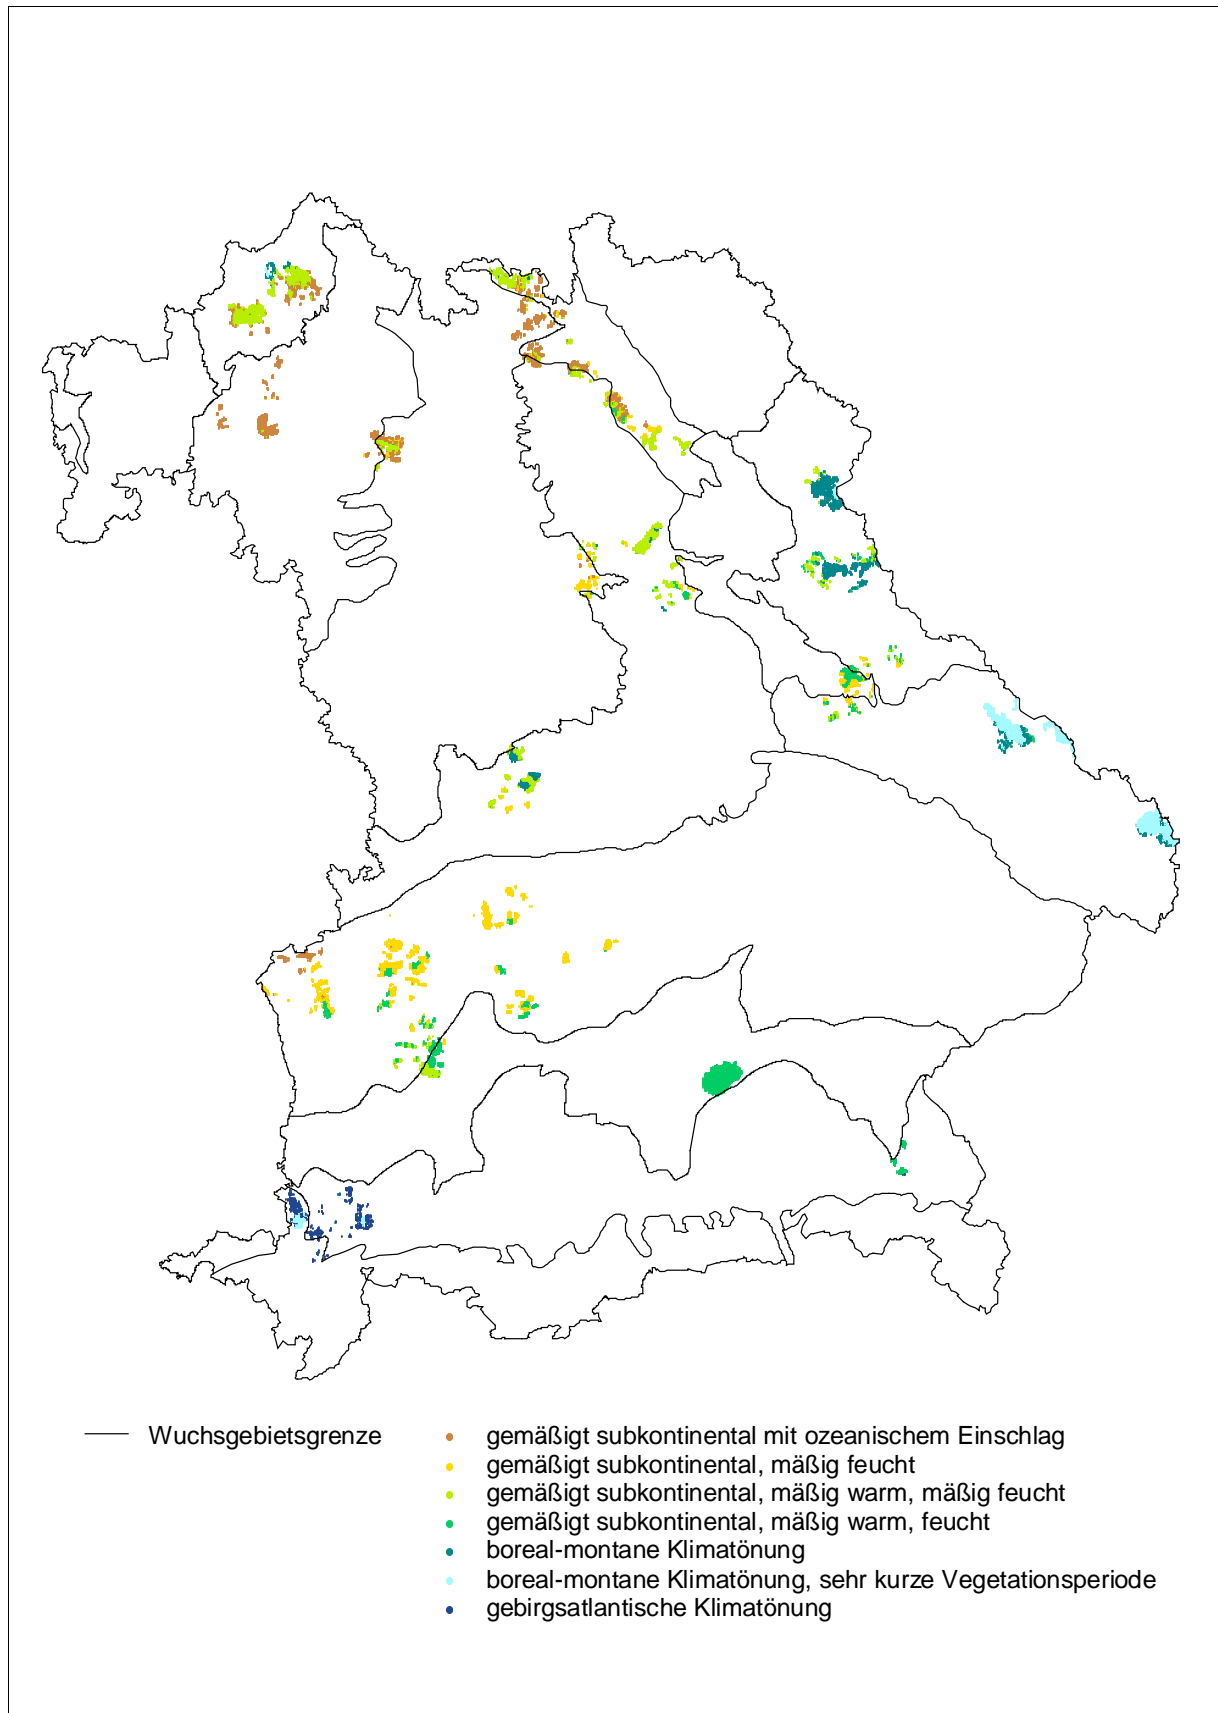 Wuchsgebietsgrenze
gemäßigt subkontinental mit ozeanischem Einschlag
gemäßigt subkontinental, mäßig feucht
gemäßigt subkontinental, mäßig warm, mäßig feucht
gemäßigt subkontinental, mäßig warm, feucht
boreal-montane Klimatönung
boreal-montane Klimatönung, sehr kurze Vegetationsperiode
gebirgsatlantische Klimatönung